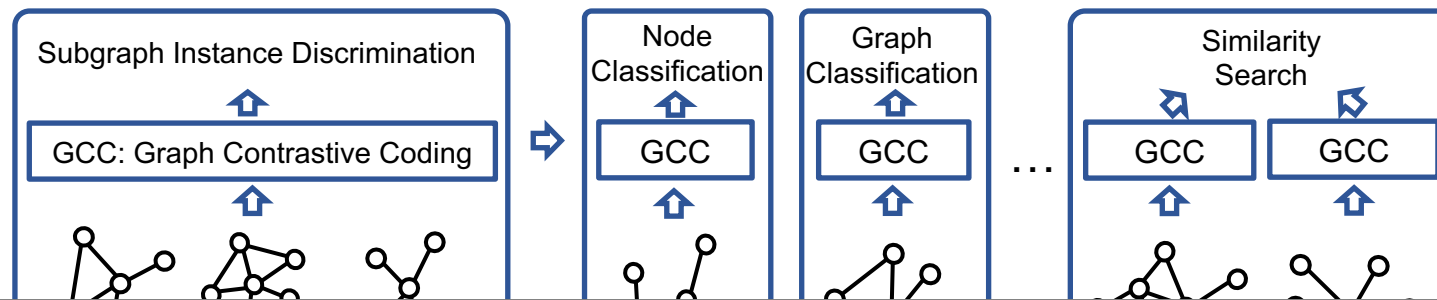 Subgraph Instance Discrimination
GCC: Graph Contrastive Coding
Node
Classification
GCC
Graph
Classification
GCC
...
Similarity
Search
GCC
GCC